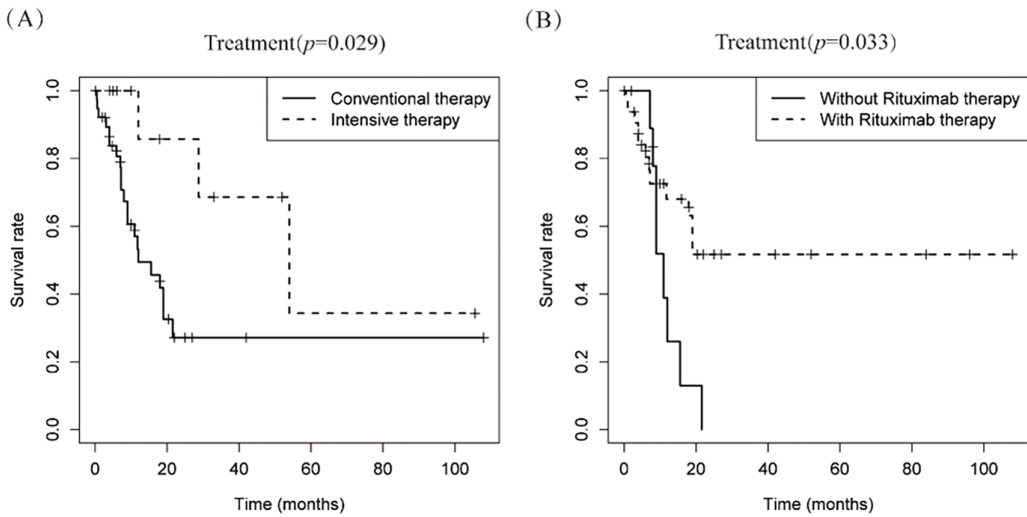 (A)
Treatment(p=0.029)
Conventional therapy
Intensive therapy
Survival rate
1.0
0.8
0.6
0.4
0.2
0.0
0 20 40 60 80 100
Time (months)
(B)
Treatment(p=0.033)
Without Rituximab therapy
With Rituximab therapy
Survival rate
1.0
0.8
0.6
0.4
0.2
0.0
0 20 40 60 80 100
Time (months)